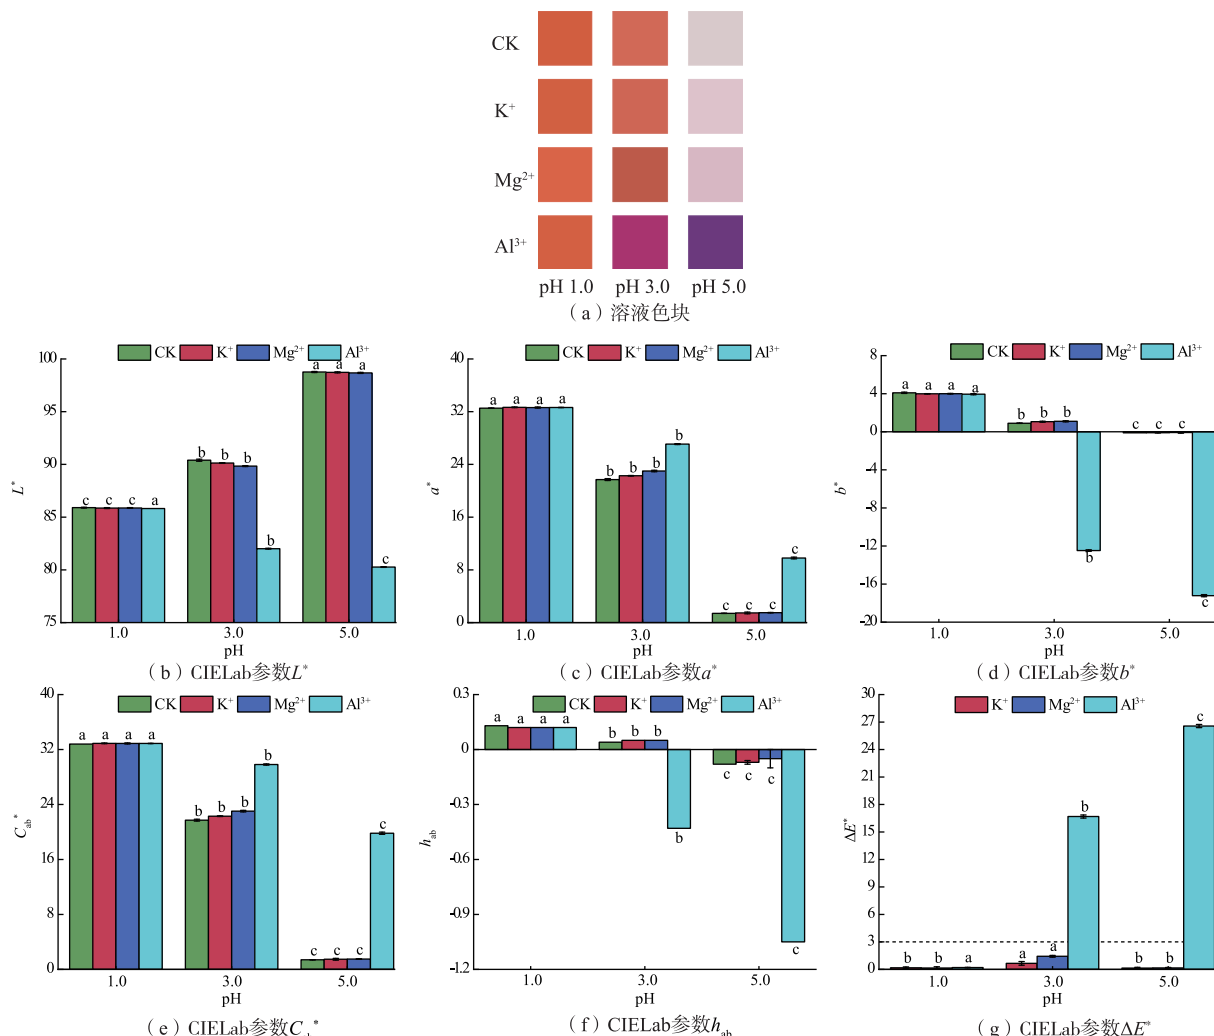 CK
K⁺
Mg²⁺
Al³⁺
pH 1.0 pH 3.0 pH 5.0
(a)溶液色块
CK K⁺ Mg²⁺ Al³⁺
100
95
90
85
80
75
L*
c c c a
b b b b
a a a c
1.0 3.0 5.0
pH
(b)CIELab参数L*
CK K⁺ Mg²⁺ Al³⁺
40
32
24
16
8
0
a*
a a a a
b b b b
c c c c
1.0 3.0 5.0
pH
(c)CIELab参数a*
CK K⁺ Mg²⁺ Al³⁺
8
4
0
-4
-8
-12
-16
-20
b*
a a a a
b b b b
c c c c
1.0 3.0 5.0
pH
(d)CIELab参数b*
CK K⁺ Mg²⁺ Al³⁺
40
32
24
16
8
0
C*ab
a a a a
b b b b
c c c c
1.0 3.0 5.0
pH
(e)CIELab参数C
CK K⁺ Mg²⁺ Al³⁺
0.3
0
-0.3
-0.6
-0.9
-1.2
hab
a a a a
b b b b
c c c c
1.0 3.0 5.0
pH
(f)CIELab参数hab
K⁺ Mg²⁺ Al³⁺
30
27
24
21
18
15
12
9
6
3
0
ΔE*
b b a
a a b
b b c
1.0 3.0 5.0
pH
(g)CIELab参数ΔE*